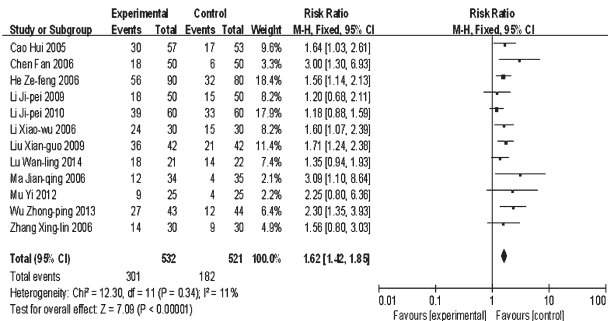 Experimental Control Risk Ratio Risk Ratio
Study or Subgroup Events Total Events Total Weight M-H, Fixed, 95% CI M-H, Fixed, 95% CI
Cao Hui 2005 30 57 17 53 9.6% 1.64 [1.03, 2.61]
Chen Fan 2006 18 50 6 50 3.3% 3.00 [1.30, 6.93]
He Ze-feng 2006 56 90 32 80 18.5% 1.56 [1.14, 2.13]
Li Ji-pei 2009 18 50 15 50 8.2% 1.20 [0.68, 2.11]
Li Ji-pei 2010 39 60 33 60 17.9% 1.18 [0.88, 1.59]
Li Xiao-wu 2006 24 30 15 30 8.2% 1.60 [1.07, 2.39]
Liu Xian-guo 2009 36 42 21 42 11.4% 1.71 [1.24, 2.38]
Lu Wan-ling 2014 18 21 14 22 7.4% 1.35 [0.94, 1.93]
Ma Jian-qing 2006 12 34 4 35 2.1% 3.09 [1.10, 8.64]
Mu Yi 2012 9 25 4 25 2.2% 2.25 [0.80, 6.36]
Wu Zhong-ping 2013 27 43 12 44 6.4% 2.30 [1.35, 3.93]
Zhang Xing-lin 2006 14 30 9 30 4.9% 1.56 [0.80, 3.03]
Total (95% CI) 532 521 100.0% 1.62 [1.42, 1.85]
Total events 301 182
Heterogeneity: Chi² = 12.30, df = 11 (P = 0.34); I² = 11%
Test for overall effect: Z = 7.09 (P < 0.00001)
0.01 0.1 1 10 100
Favours [experimental] Favours [control]